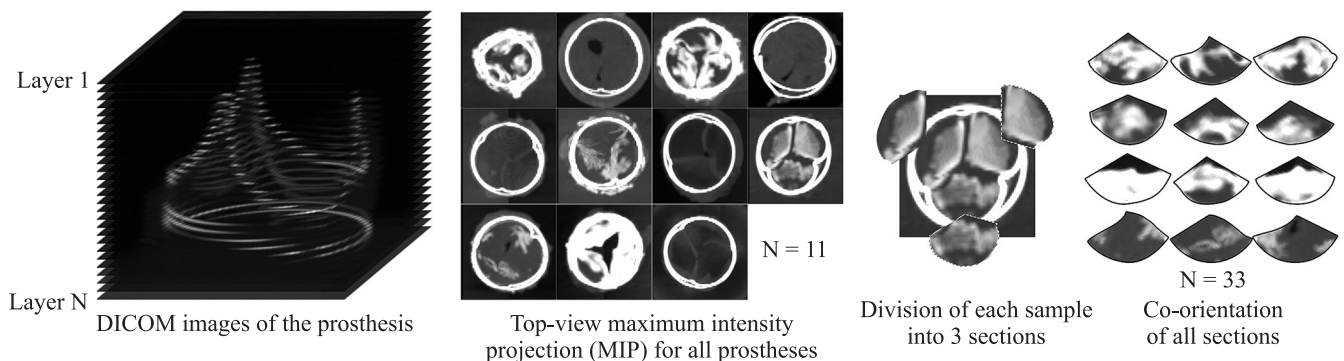 Layer 1
Layer N
DICOM images of the prosthesis
N = 11
Top-view maximum intensity
projection (MIP) for all prostheses
Division of each sample
into 3 sections
N = 33
Co-orientation
of all sections